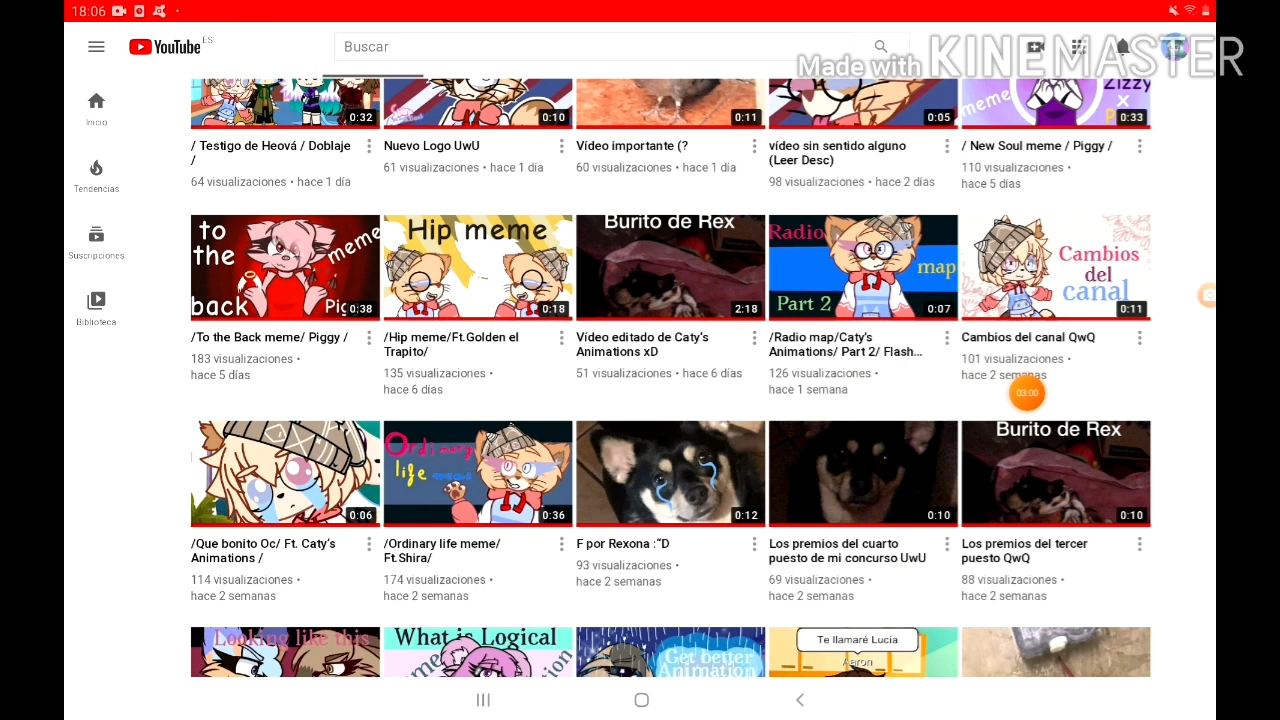 18:06
YouTube ES
Buscar
Made with KINEMASTER
Inicio
Tendencias
Suscripciones
Biblioteca
0:32
0:10
0:11
0:05
meme
Zizzy
x
0:33
/ Testigo de Heová / Doblaje
/
64 visualizaciones • hace 1 día
Nuevo Logo UwU
61 visualizaciones • hace 1 día
Vídeo importante (?
60 visualizaciones • hace 1 día
vídeo sin sentido alguno
(Leer Desc)
98 visualizaciones • hace 2 días
/ New Soul meme / Piggy /
110 visualizaciones •
hace 5 días
to
the
back
meme
0:38
Hip meme
0:18
Burito de Rex
2:18
Radio
map
Part 2
0:07
Cambios
del
canal
0:11
/To the Back meme/ Piggy /
183 visualizaciones •
hace 5 días
/Hip meme/Ft.Golden el
Trapito/
135 visualizaciones •
hace 6 días
Vídeo editado de Caty's
Animations xD
51 visualizaciones • hace 6 días
/Radio map/Caty's
Animations/ Part 2/ Flash...
126 visualizaciones •
hace 1 semana
Cambios del canal QwQ
101 visualizaciones •
hace 2 semanas
03:00
0:06
Ordinary
life meme
0:36
0:12
0:10
Burito de Rex
0:10
/Que bonito Oc/ Ft. Caty's
Animations /
114 visualizaciones •
hace 2 semanas
/Ordinary life meme/
Ft.Shira/
174 visualizaciones •
hace 2 semanas
F por Rexona :"D
93 visualizaciones •
hace 2 semanas
Los premios del cuarto
puesto de mi concurso UwU
69 visualizaciones •
hace 2 semanas
Los premios del tercer
puesto QwQ
88 visualizaciones •
hace 2 semanas
Looking like this
What is Logical
Get better
Animation
Te llamaré Lucía
Aaron